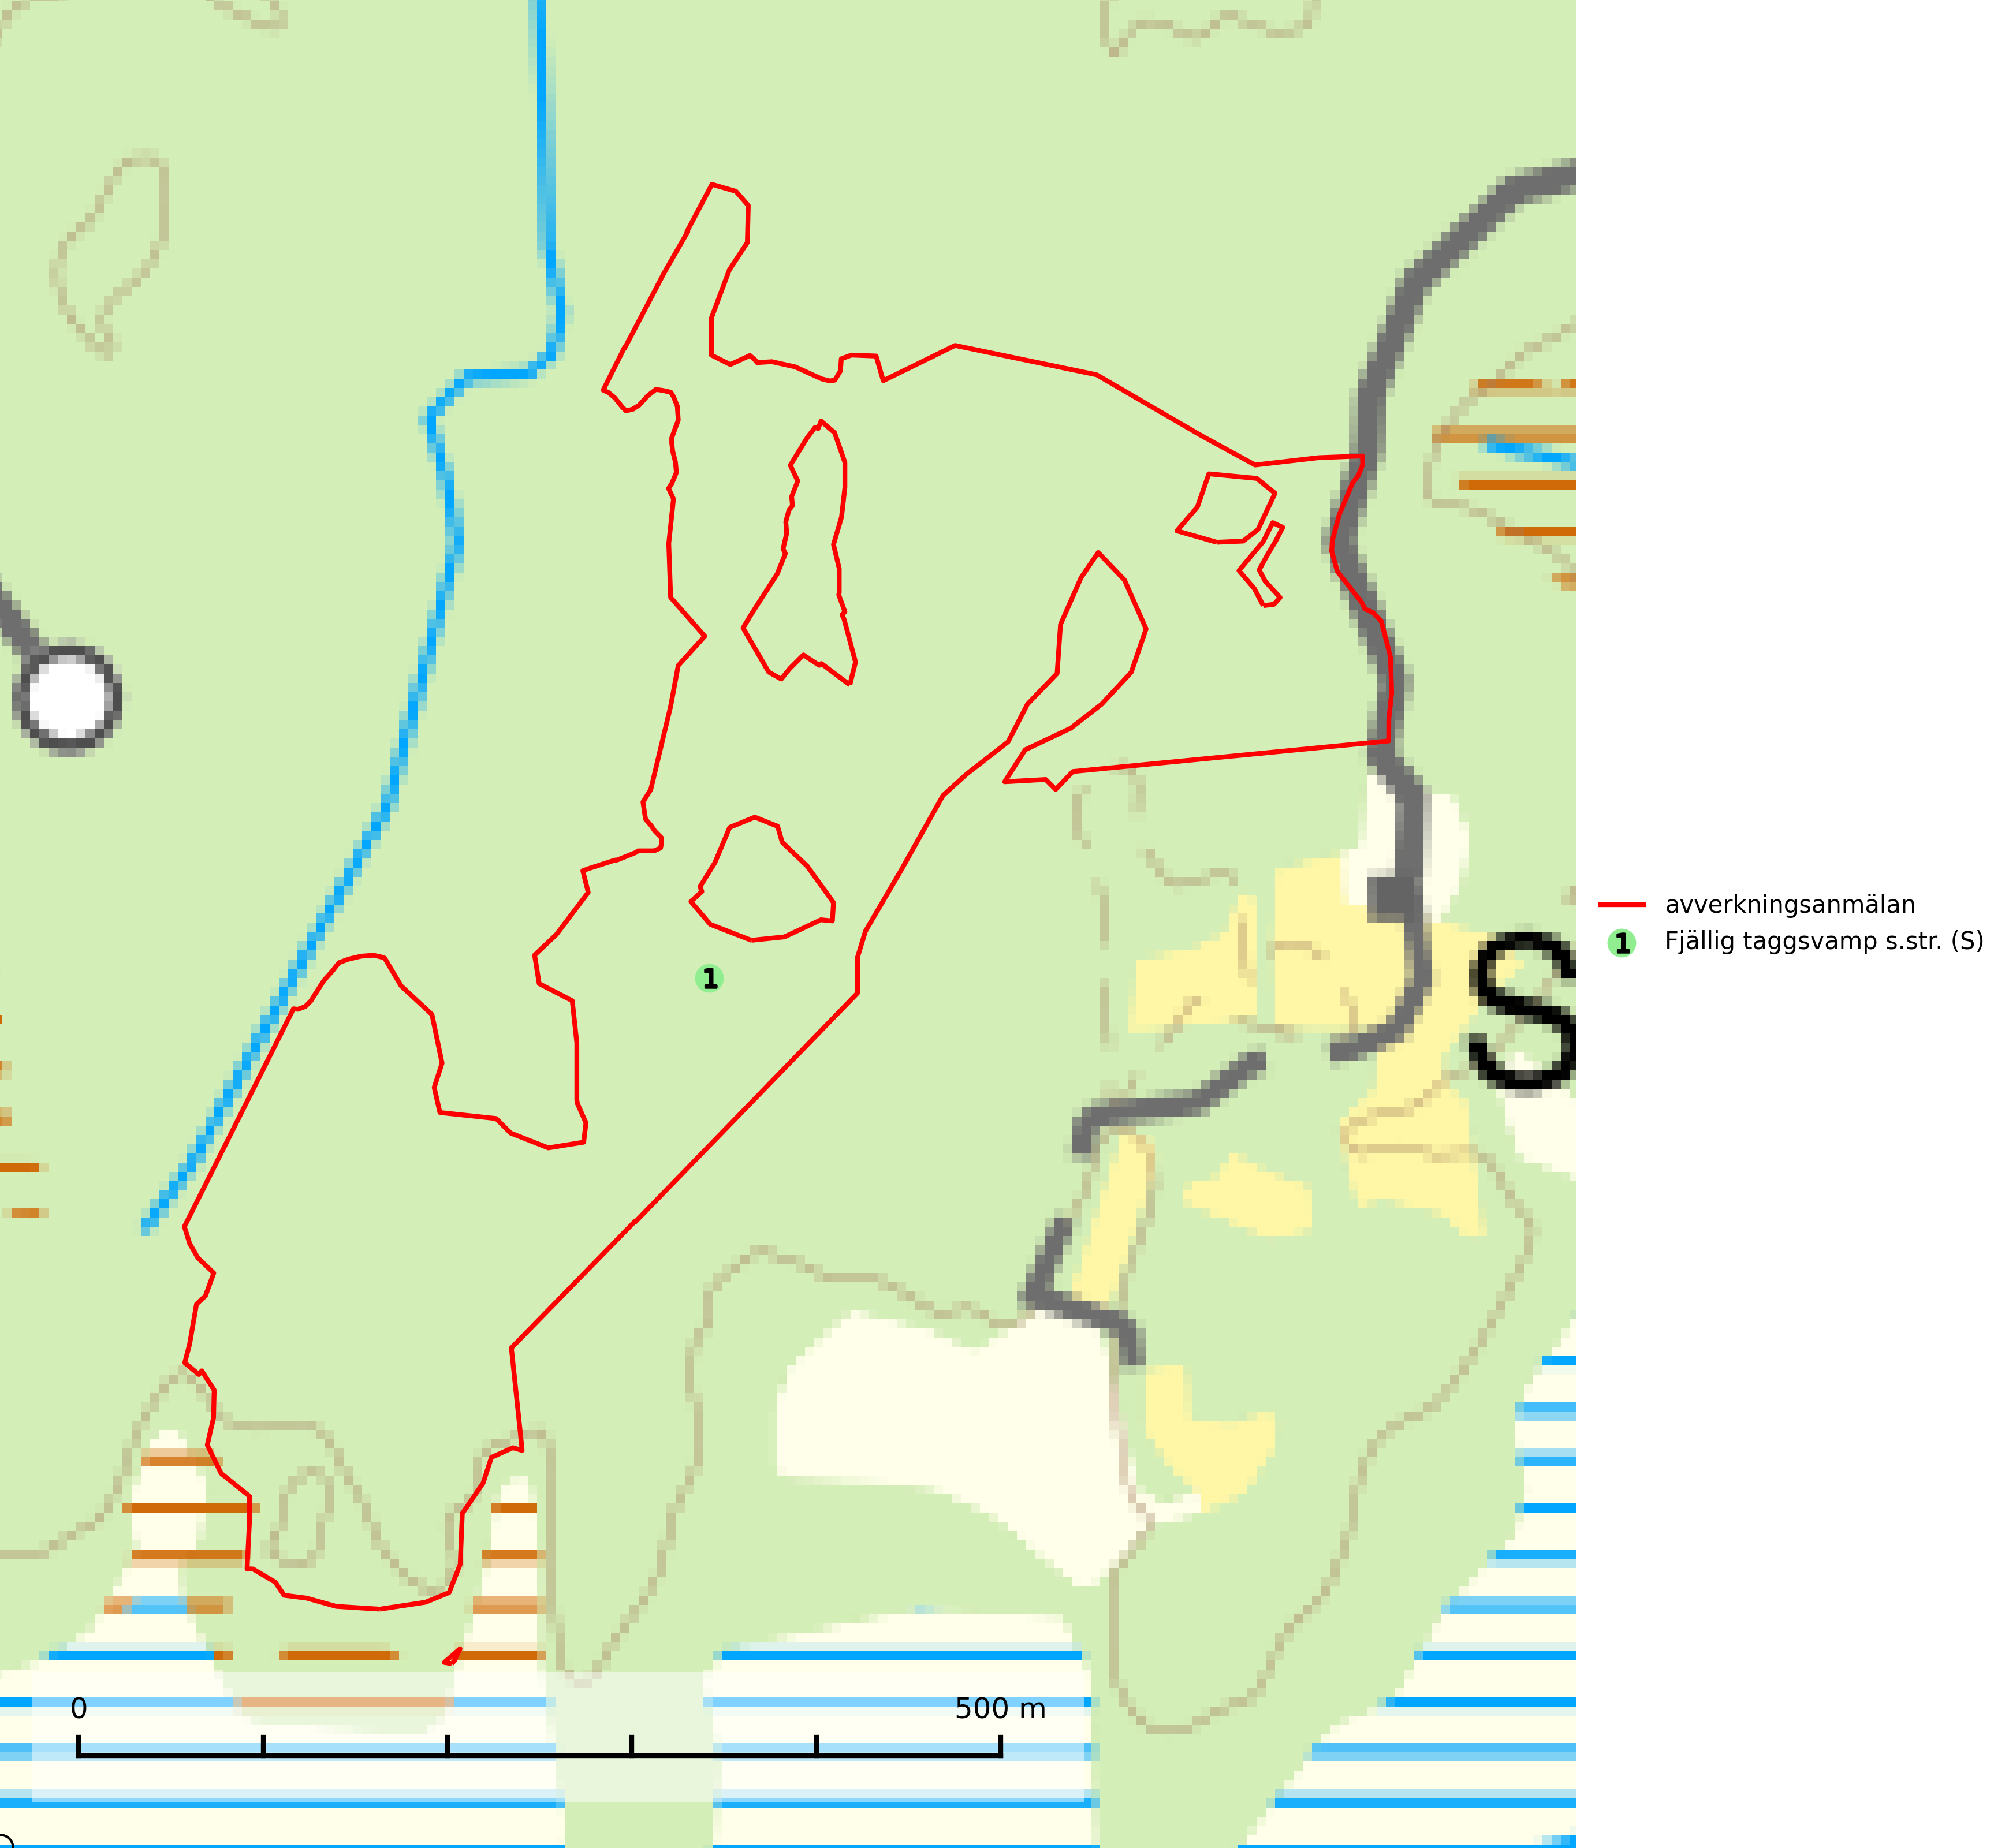 avverkningsanmälan
1 Fjällig taggsvamp s.str. (S)
1
S
0 500 m